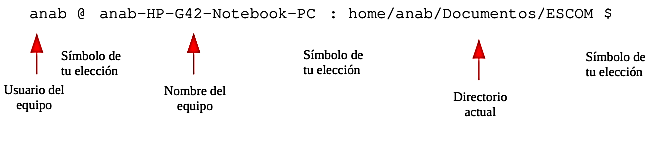 anab @ anab-HP-G42-Notebook-PC : home/anab/Documentos/ESCOM $
Símbolo de
tu elección
Símbolo de
tu elección
Símbolo de
tu elección
Usuario del
equipo
Nombre del
equipo
Directorio
actual